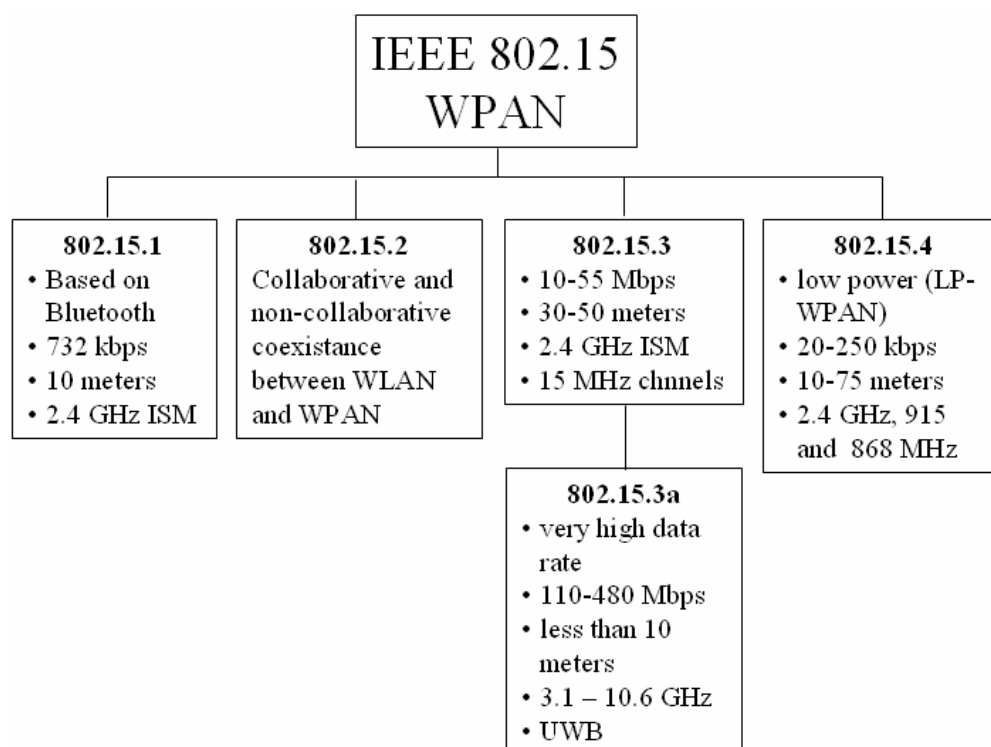 IEEE 802.15
WPAN
802.15.1
• Based on
Bluetooth
• 732 kbps
• 10 meters
• 2.4 GHz ISM
802.15.2
Collaborative and
non-collaborative
coexistance
between WLAN
and WPAN
802.15.3
• 10-55 Mbps
• 30-50 meters
• 2.4 GHz ISM
• 15 MHz chnnels
802.15.4
• low power (LP-
WPAN)
• 20-250 kbps
• 10-75 meters
• 2.4 GHz, 915
and 868 MHz
802.15.3a
• very high data
rate
• 110-480 Mbps
• less than 10
meters
• 3.1 – 10.6 GHz
• UWB